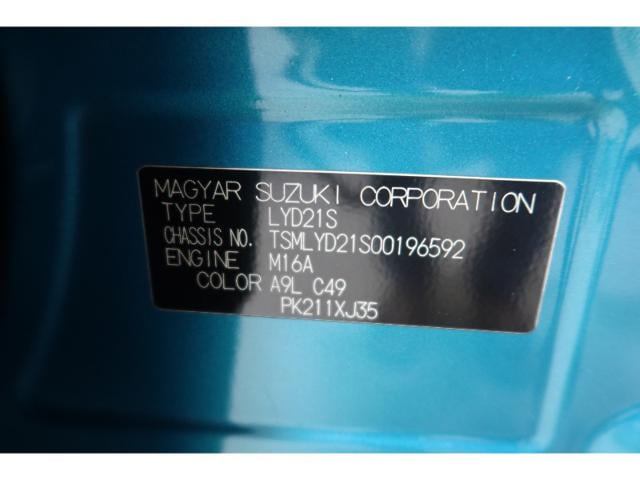 MAGYAR SUZUKI CORPORATION
TYPE LYD21S
CHASSIS NO. TSMLYD21S00196592
ENGINE M16A
COLOR A9L C49
PK211XJ35